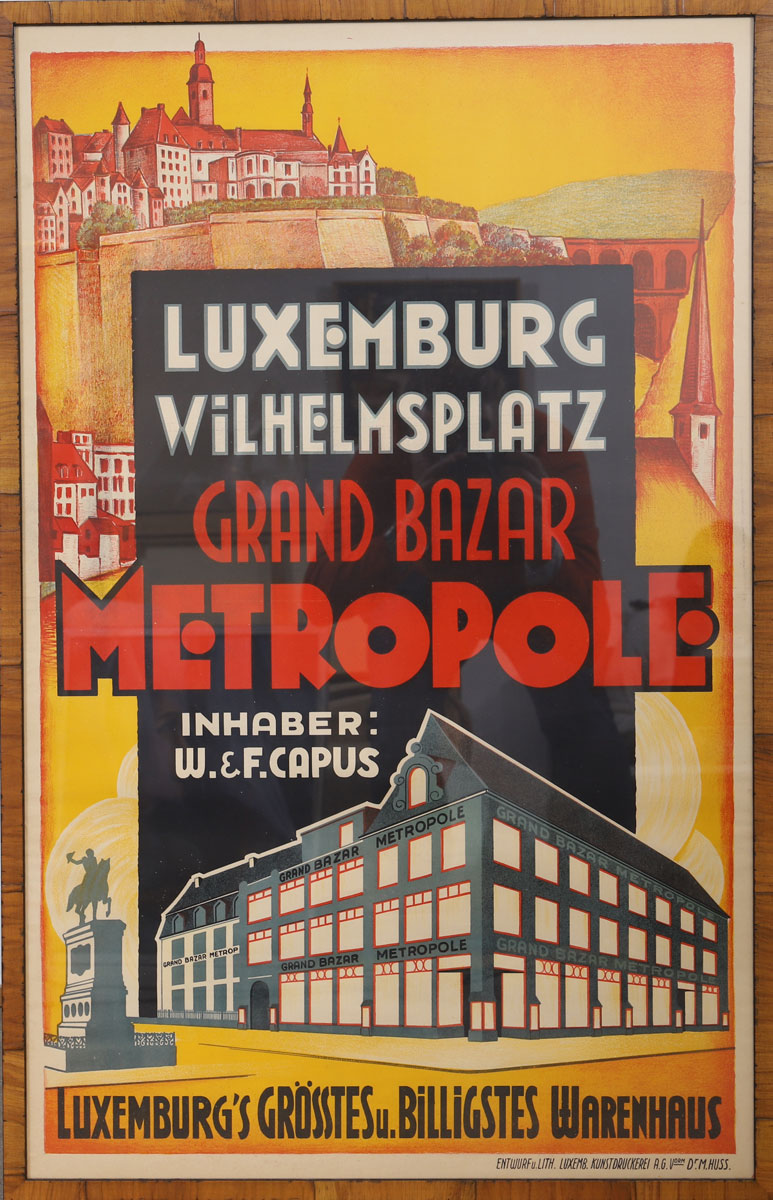 LUXEMBURG
WILHELMSPLATZ
GRAND BAZAR
METROPOLE
INHABER:
W. & F. CAPUS
GRAND BAZAR METROPOLE
GRAND BAZAR METROPOLE
GRAND BAZAR METROP
GRAND BAZAR METROPOLE
GRAND BAZAR METROPOLE
LUXEMBURG'S GRÖSSTES u. BILLIGSTES WARENHAUS
ENTWURF u. LITH. LUXEMB. KUNSTDRUCKEREI A.G. VORM DR. M. HUSS.